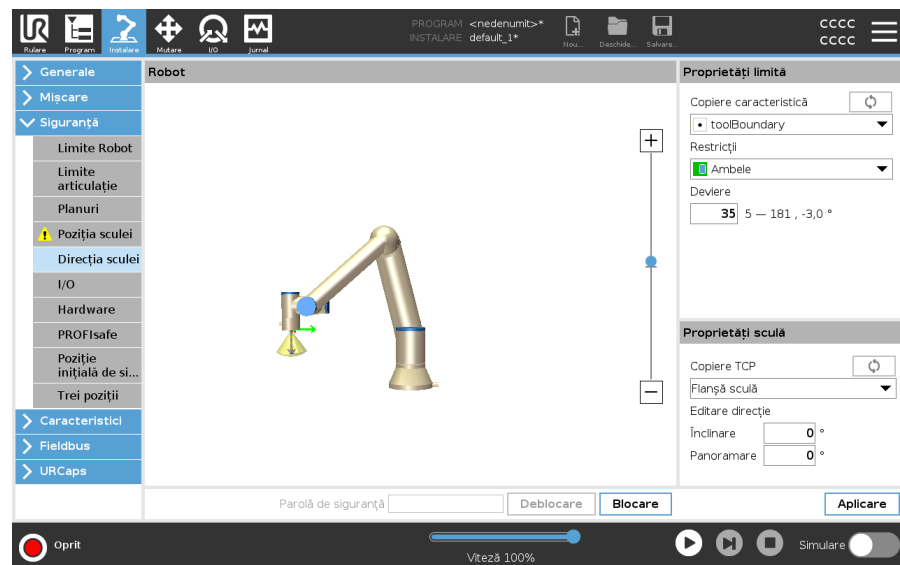 PROGRAM <nedenumit>*
INSTALARE default_1*
Rulare
Program
Instalare
Mutare
I/O
Jurnal
Nou...
Deschide...
Salvare...
cccc
cccc
Generale
Mișcare
Siguranță
Limite Robot
Limite
articulație
Planuri
Poziția sculei
Direcția sculei
I/O
Hardware
PROFIsafe
Poziție
inițială de si...
Trei poziții
Caracteristici
Fieldbus
URCaps
Robot
Proprietăți limită
Copiere caracteristică
toolBoundary
Restricții
Ambele
Deviere
35 5 — 181 , -3,0 °
Proprietăți sculă
Copiere TCP
Flanșă sculă
Editare direcție
Înclinare 0 °
Panoramare 0 °
Parolă de siguranță
Deblocare
Blocare
Aplicare
Oprit
Viteză 100%
Simulare